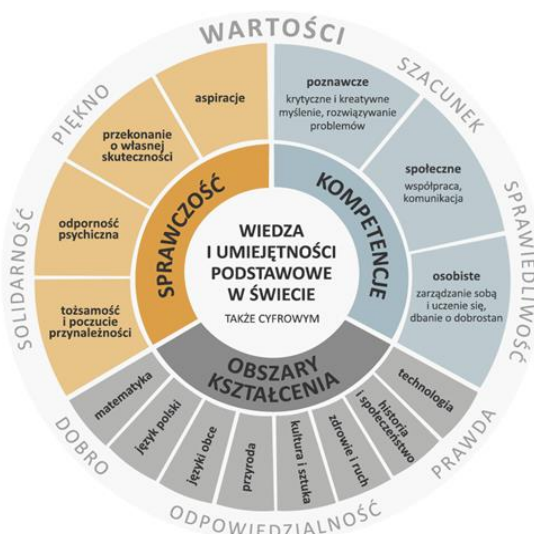 WARTOŚCI
PIĘKNO
SZACUNEK
SOLIDARNOŚĆ
SPRAWIEDLIWOŚĆ
DOBRO
PRAWDA
ODPOWIEDZIALNOŚĆ
SPRAWCZOŚĆ
aspiracje
przekonanie
o własnej
skuteczności
odporność
psychiczna
tożsamość
i poczucie
przynależności
KOMPETENCJE
poznawcze
krytyczne i kreatywne
myślenie, rozwiązywanie
problemów
społeczne
współpraca,
komunikacja
osobiste
zarządzanie sobą
i uczenie się,
dbanie o dobrostan
WIEDZA
I UMIEJĘTNOŚCI
PODSTAWOWE
W ŚWIECIE
TAKŻE CYFROWYM
OBSZARY
KSZTAŁCENIA
matematyka
język polski
języki obce
przyroda
kultura i sztuka
zdrowie i ruch
historia
i społeczeństwo
technologia